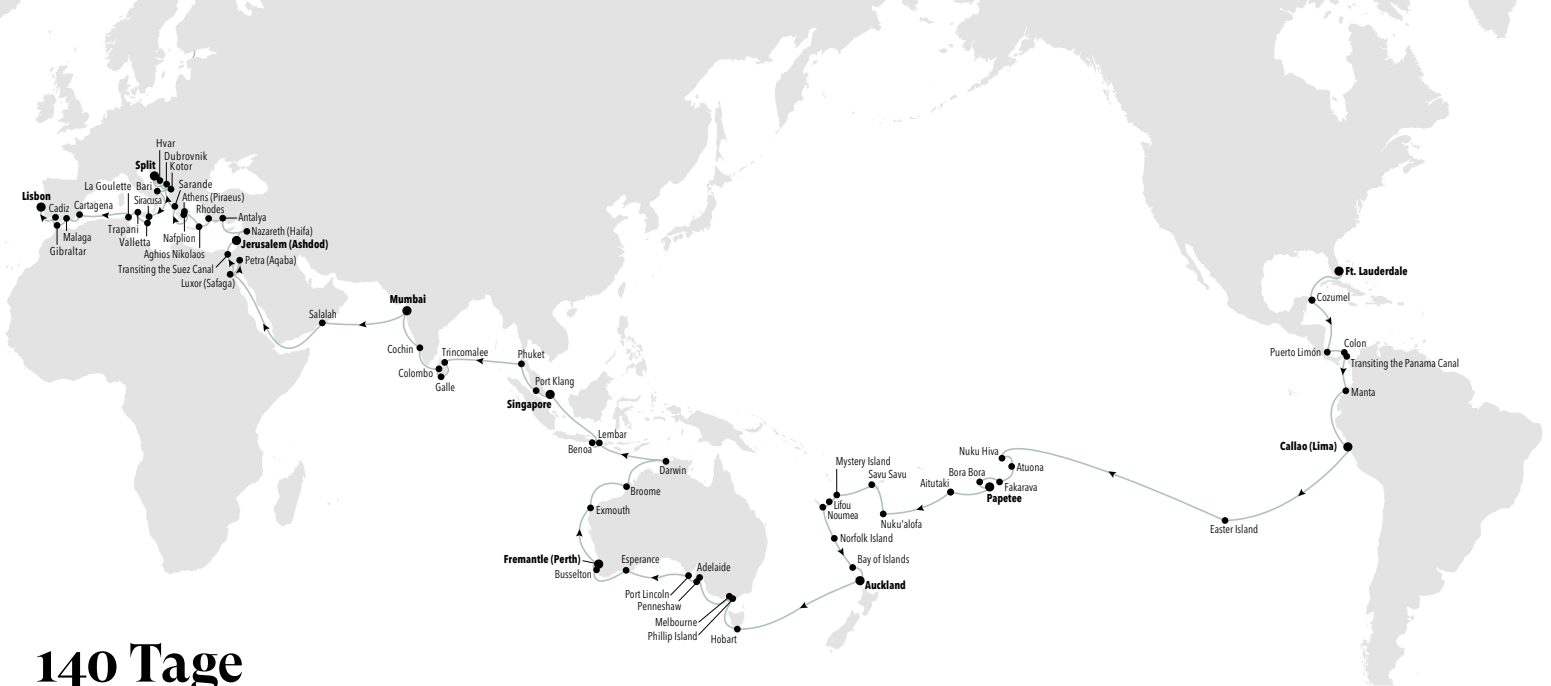 Hvar
Dubrovnik
Split
Kotor
La Goulette
Bari
Sarande
Lisbon
Siracusa
Athens (Piraeus)
Cadiz
Cartagena
Rhodes
Antalya
Trapani
Malaga
Valletta
Nafplion
Nazareth (Haifa)
Gibraltar
Aghios Nikolaos
Jerusalem (Ashdod)
Transiting the Suez Canal
Petra (Aqaba)
Luxor (Safaga)
Salalah
Mumbai
Cochin
Trincomalee
Colombo
Galle
Phuket
Port Klang
Singapore
Lembar
Benoa
Darwin
Broome
Exmouth
Fremantle (Perth)
Busselton
Esperance
Adelaide
Port Lincoln
Penneshaw
Melbourne
Phillip Island
Hobart
Mystery Island
Savu Savu
Lifou
Noumea
Nuku'alofa
Norfolk Island
Bay of Islands
Auckland
Nuku Hiva
Atuona
Bora Bora
Fakarava
Aitutaki
Papetee
Easter Island
Ft. Lauderdale
Cozumel
Puerto Limón
Colon
Transiting the Panama Canal
Manta
Callao (Lima)
140 Tage